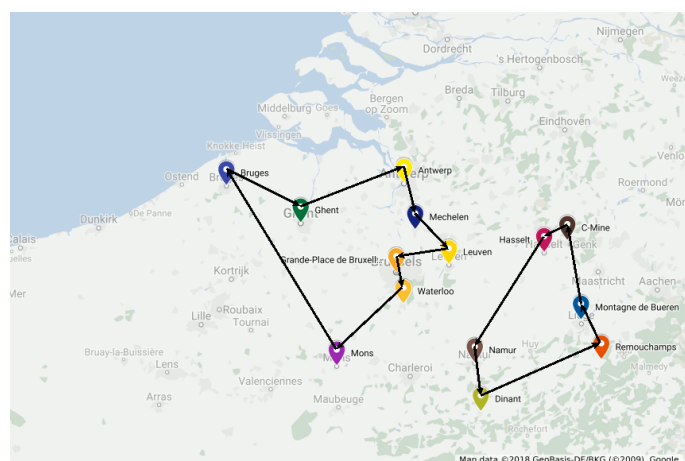 Nijmegen
Dordrecht
's Hertogenbosch
Breda
Tilburg
Bergen
op Zoom
Middelburg Goes
Vlissingen
Eindhoven
Venlo
Knokke-Heist
Ostend
Bruges
Antwerp
Roermond
Dunkirk
De Panne
Ghent
Mechelen
C-Mine
Genk
Hasselt
Calais
Leuven
Grande-Place de Bruxell
Kortrijk
Maastricht
Aachen
Waterloo
Montagne de Bueren
Roubaix
Lille
Tournai
Mons
Huy
Remouchamps
Namur
Bruay-la-Buissière
Lens
Charleroi
Malmedy
Valenciennes
Arras
Maubeuge
Dinant
Rochefort
Map data ©2018 GeoBasis-DE/BKG (©2009), Google